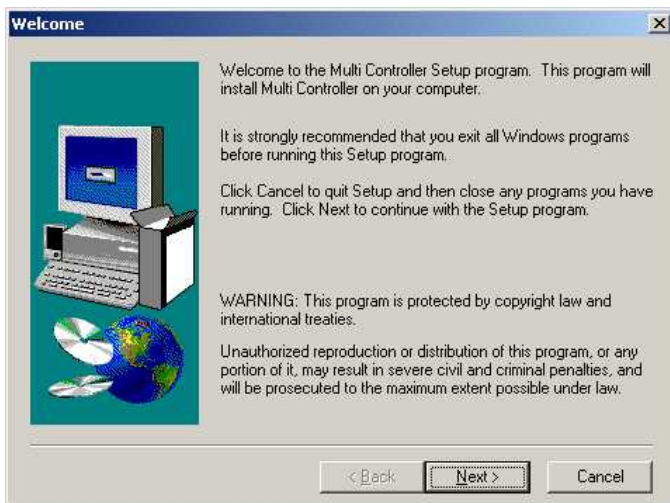 Welcome
Welcome to the Multi Controller Setup program. This program will
install Multi Controller on your computer.
It is strongly recommended that you exit all Windows programs
before running this Setup program.
Click Cancel to quit Setup and then close any programs you have
running. Click Next to continue with the Setup program.
WARNING: This program is protected by copyright law and
international treaties.
Unauthorized reproduction or distribution of this program, or any
portion of it, may result in severe civil and criminal penalties, and
will be prosecuted to the maximum extent possible under law.
< Back Next > Cancel